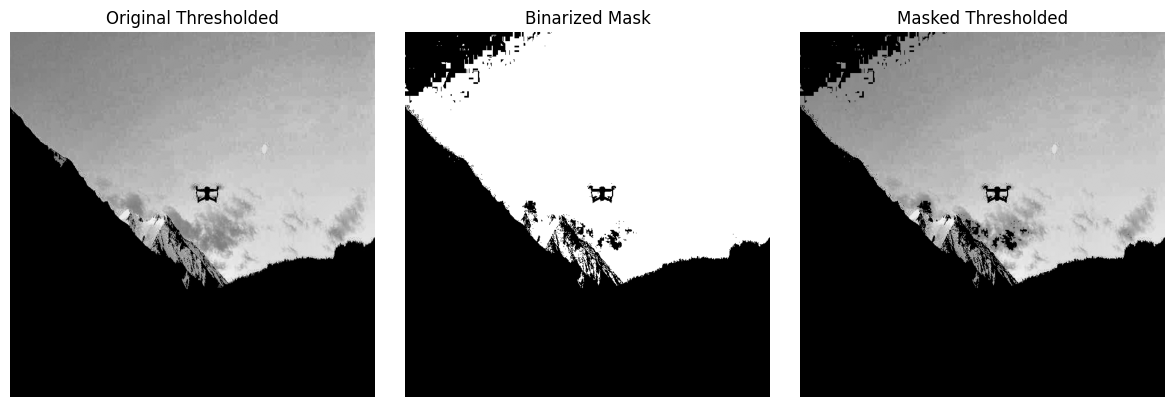 Original Thresholded
Binarized Mask
Masked Thresholded